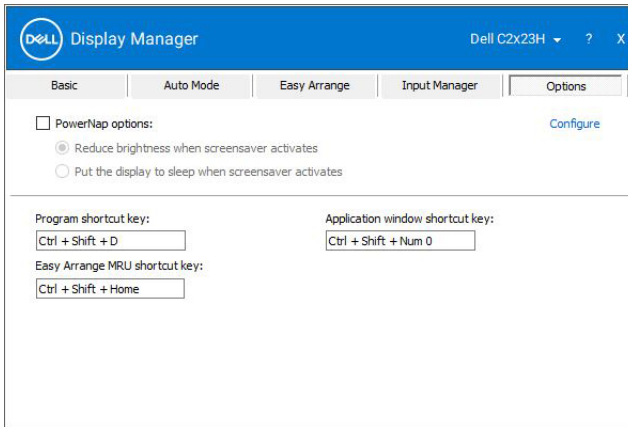 DELL Display Manager Dell C2x23H ? X
Basic Auto Mode Easy Arrange Input Manager Options
PowerNap options: Configure
Reduce brightness when screensaver activates
Put the display to sleep when screensaver activates
Program shortcut key: Application window shortcut key:
Ctrl + Shift + D Ctrl + Shift + Num 0
Easy Arrange MRU shortcut key:
Ctrl + Shift + Home